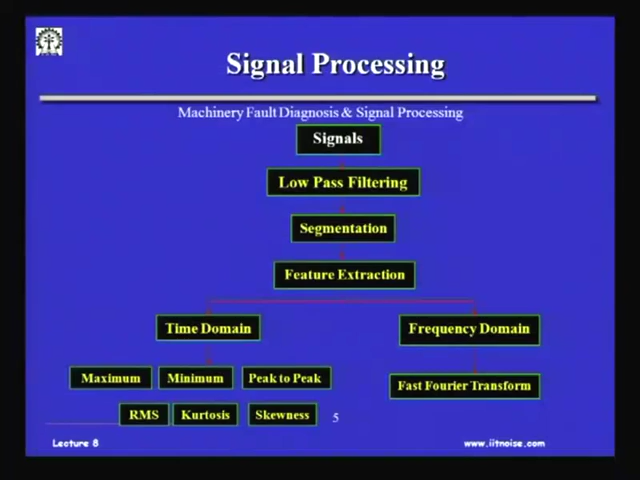 Signal Processing
Machinery Fault Diagnosis & Signal Processing
Signals
Low Pass Filtering
Segmentation
Feature Extraction
Time Domain
Frequency Domain
Maximum
Minimum
Peak to Peak
Fast Fourier Transform
RMS
Kurtosis
Skewness
5
Lecture 8
www.iitnoise.com